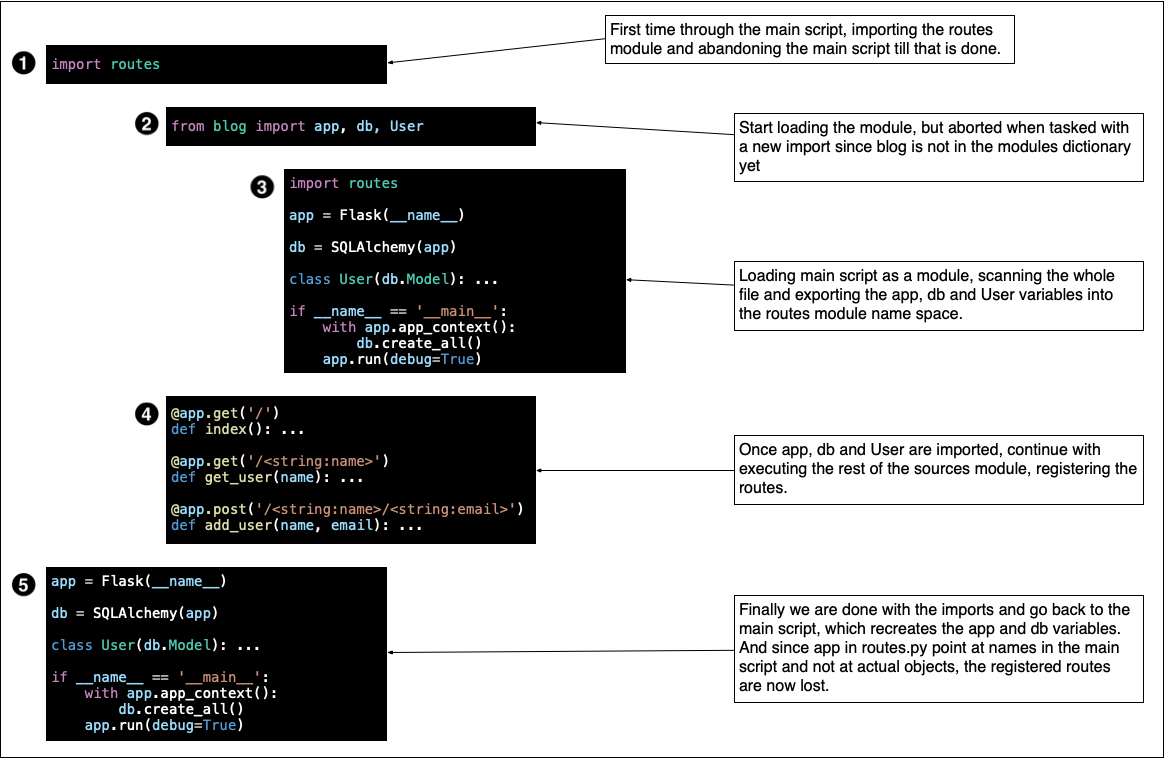 First time through the main script, importing the routes
module and abandoning the main script till that is done.
1
import routes
2
from blog import app, db, User
Start loading the module, but aborted when tasked with
a new import since blog is not in the modules dictionary
yet
3
import routes
app = Flask(__name__)
db = SQLAlchemy(app)
class User(db.Model): ...
if __name__ == '__main__':
    with app.app_context():
        db.create_all()
    app.run(debug=True)
Loading main script as a module, scanning the whole
file and exporting the app, db and User variables into
the routes module name space.
4
@app.get('/')
def index(): ...
@app.get('/<string:name>')
def get_user(name): ...
@app.post('/<string:name>/<string:email>')
def add_user(name, email): ...
Once app, db and User are imported, continue with
executing the rest of the sources module, registering the
routes.
5
app = Flask(__name__)
db = SQLAlchemy(app)
class User(db.Model): ...
if __name__ == '__main__':
    with app.app_context():
        db.create_all()
    app.run(debug=True)
Finally we are done with the imports and go back to the
main script, which recreates the app and db variables.
And since app in routes.py point at names in the main
script and not at actual objects, the registered routes
are now lost.